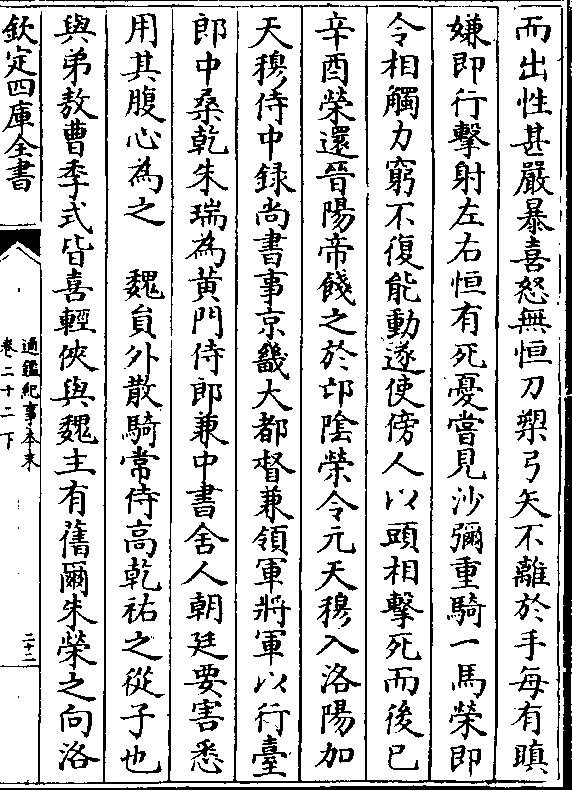 而出性甚嚴暴喜怒無恒刀槊弓矢不離於手每有瞋
嫌即行擊射左右恒有死憂嘗見沙彌重騎一馬榮即
令相觸力窮不復能動遂使傍人以頭相擊死而後已
辛酉榮還晉陽帝餞之於邙陰榮令元天穆入洛陽加
天穆侍中録尚書事京畿大都督兼領軍將軍以行臺
郎中桑乾朱瑞為黃門侍郎兼中書舍人朝廷要害悉
用其腹心為之　魏員外散騎常侍高乾祐之從子也
與弟敖曹季式皆喜輕俠與魏主有舊爾朱榮之向洛
欽定四庫全書
通鑑紀事本末
卷二十二下
二十二